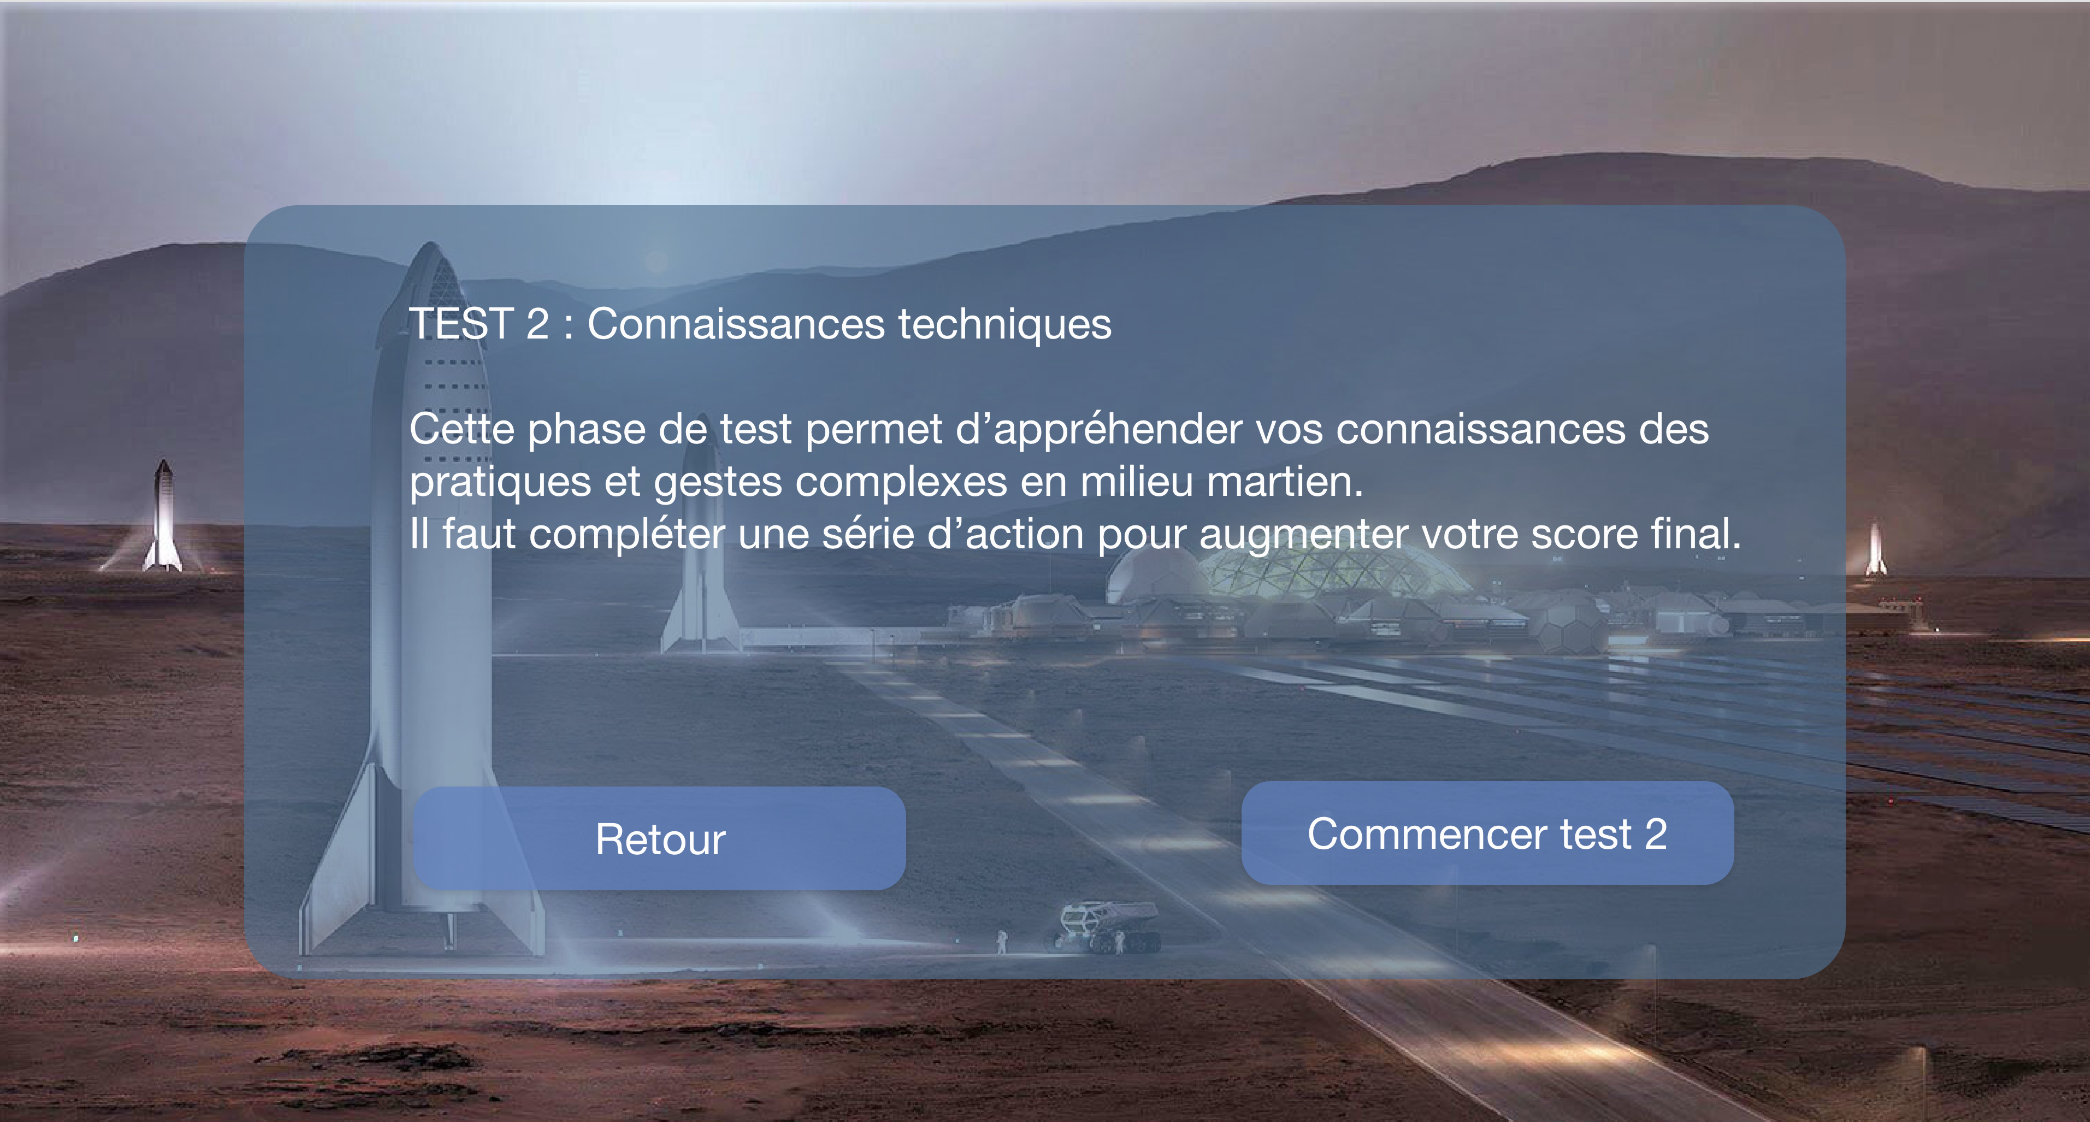 TEST 2 : Connaissances techniques
Cette phase de test permet d’appréhender vos connaissances des
pratiques et gestes complexes en milieu martien.
Il faut compléter une série d’action pour augmenter votre score final.
Retour
Commencer test 2